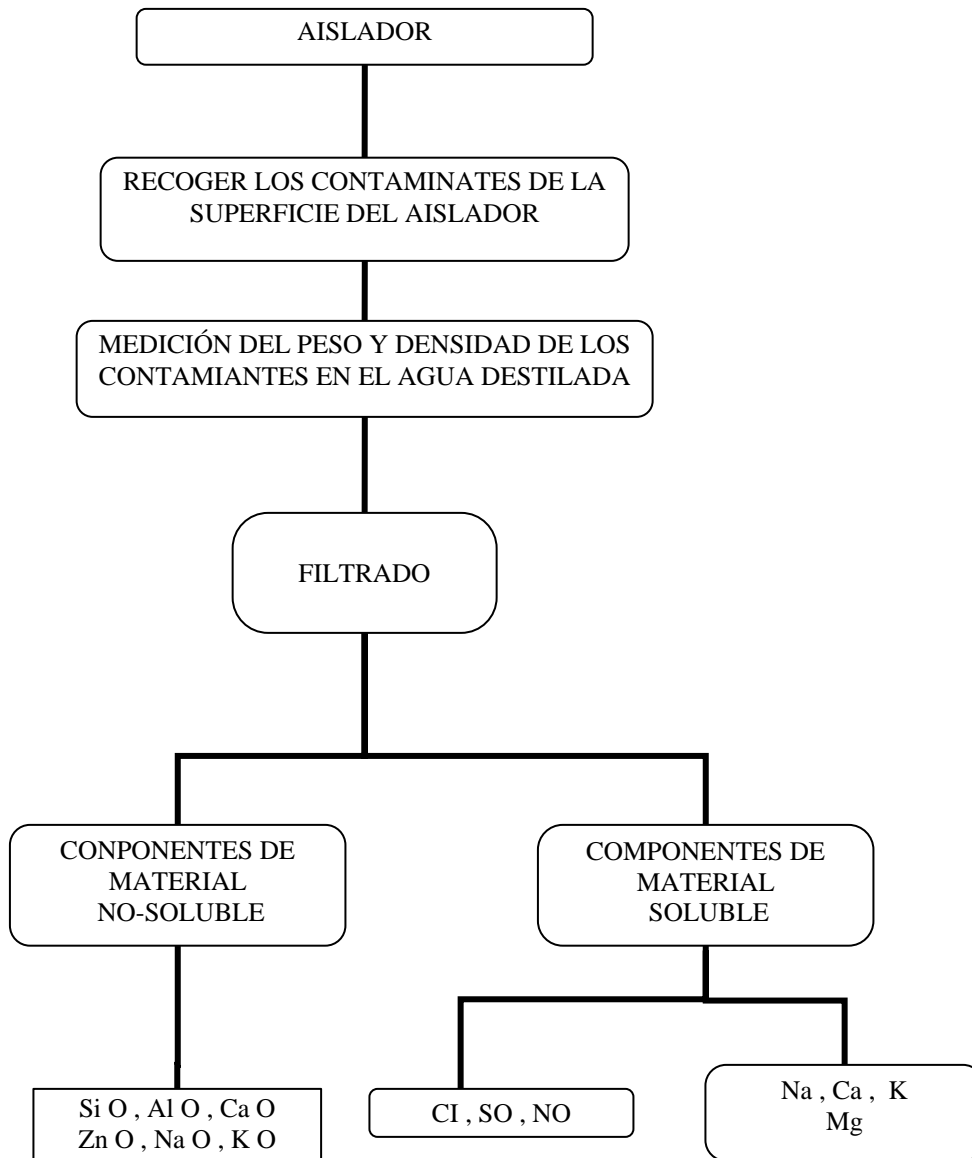 AISLADOR
RECOGER LOS CONTAMINATES DE LA
SUPERFICIE DEL AISLADOR
MEDICIÓN DEL PESO Y DENSIDAD DE LOS
CONTAMIANTES EN EL AGUA DESTILADA
FILTRADO
CONPONENTES DE
MATERIAL
NO-SOLUBLE
COMPONENTES DE
MATERIAL
SOLUBLE
Si O , Al O , Ca O
Zn O , Na O , K O
CI , SO , NO
Na , Ca , K
Mg